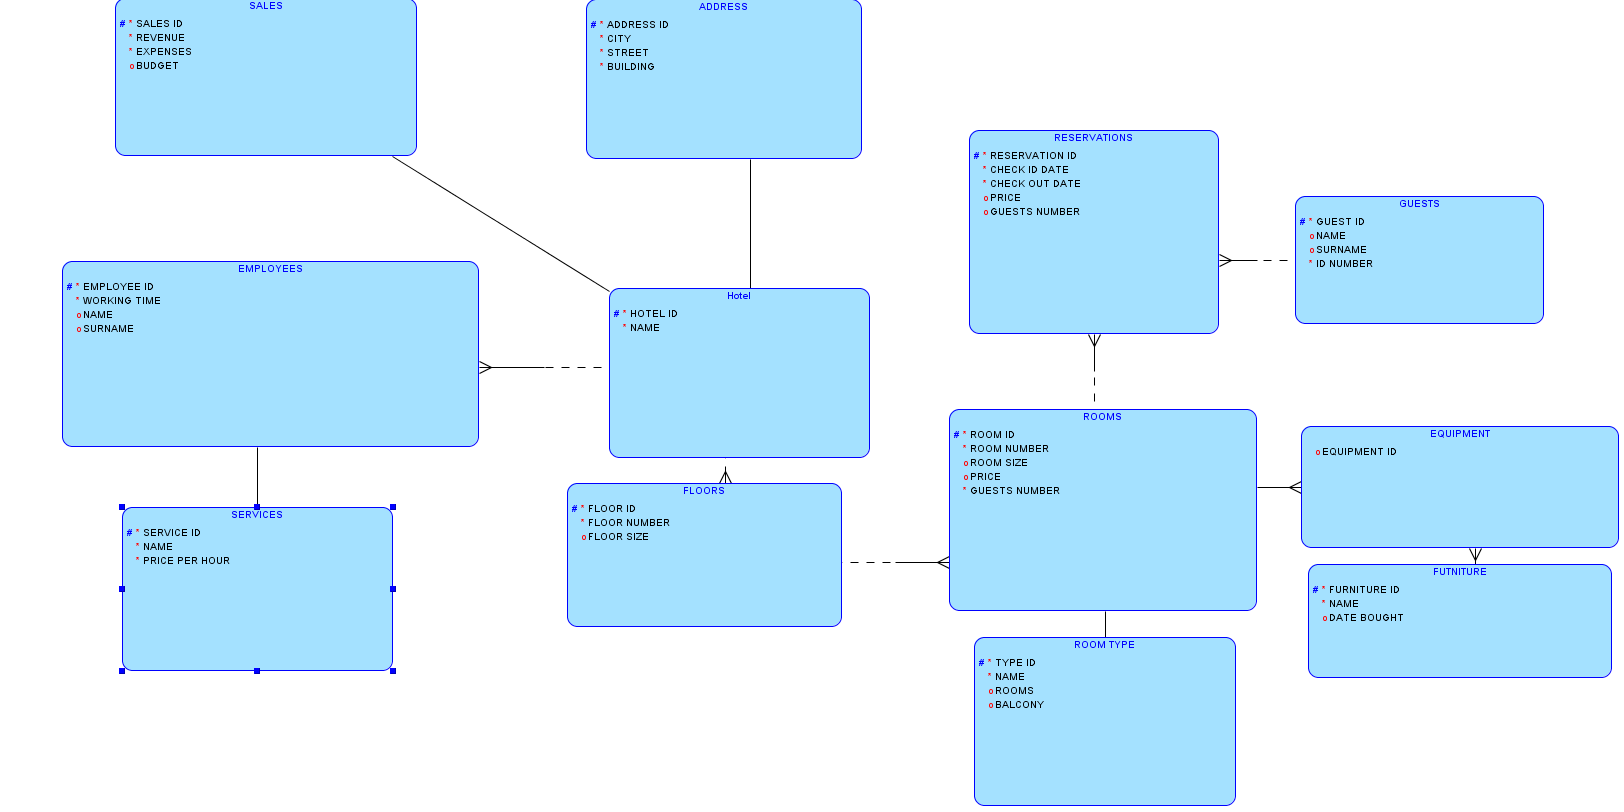 SALES
# * SALES ID
* REVENUE
* EXPENSES
o BUDGET
ADDRESS
# * ADDRESS ID
* CITY
* STREET
* BUILDING
RESERVATIONS
# * RESERVATION ID
* CHECK ID DATE
* CHECK OUT DATE
o PRICE
o GUESTS NUMBER
GUESTS
# * GUEST ID
o NAME
o SURNAME
* ID NUMBER
EMPLOYEES
# * EMPLOYEE ID
* WORKING TIME
o NAME
o SURNAME
Hotel
# * HOTEL ID
* NAME
ROOMS
# * ROOM ID
* ROOM NUMBER
o ROOM SIZE
o PRICE
* GUESTS NUMBER
EQUIPMENT
o EQUIPMENT ID
FLOORS
# * FLOOR ID
* FLOOR NUMBER
o FLOOR SIZE
SERVICES
# * SERVICE ID
* NAME
* PRICE PER HOUR
FUTNITURE
# * FURNITURE ID
* NAME
o DATE BOUGHT
ROOM TYPE
# * TYPE ID
* NAME
o ROOMS
o BALCONY